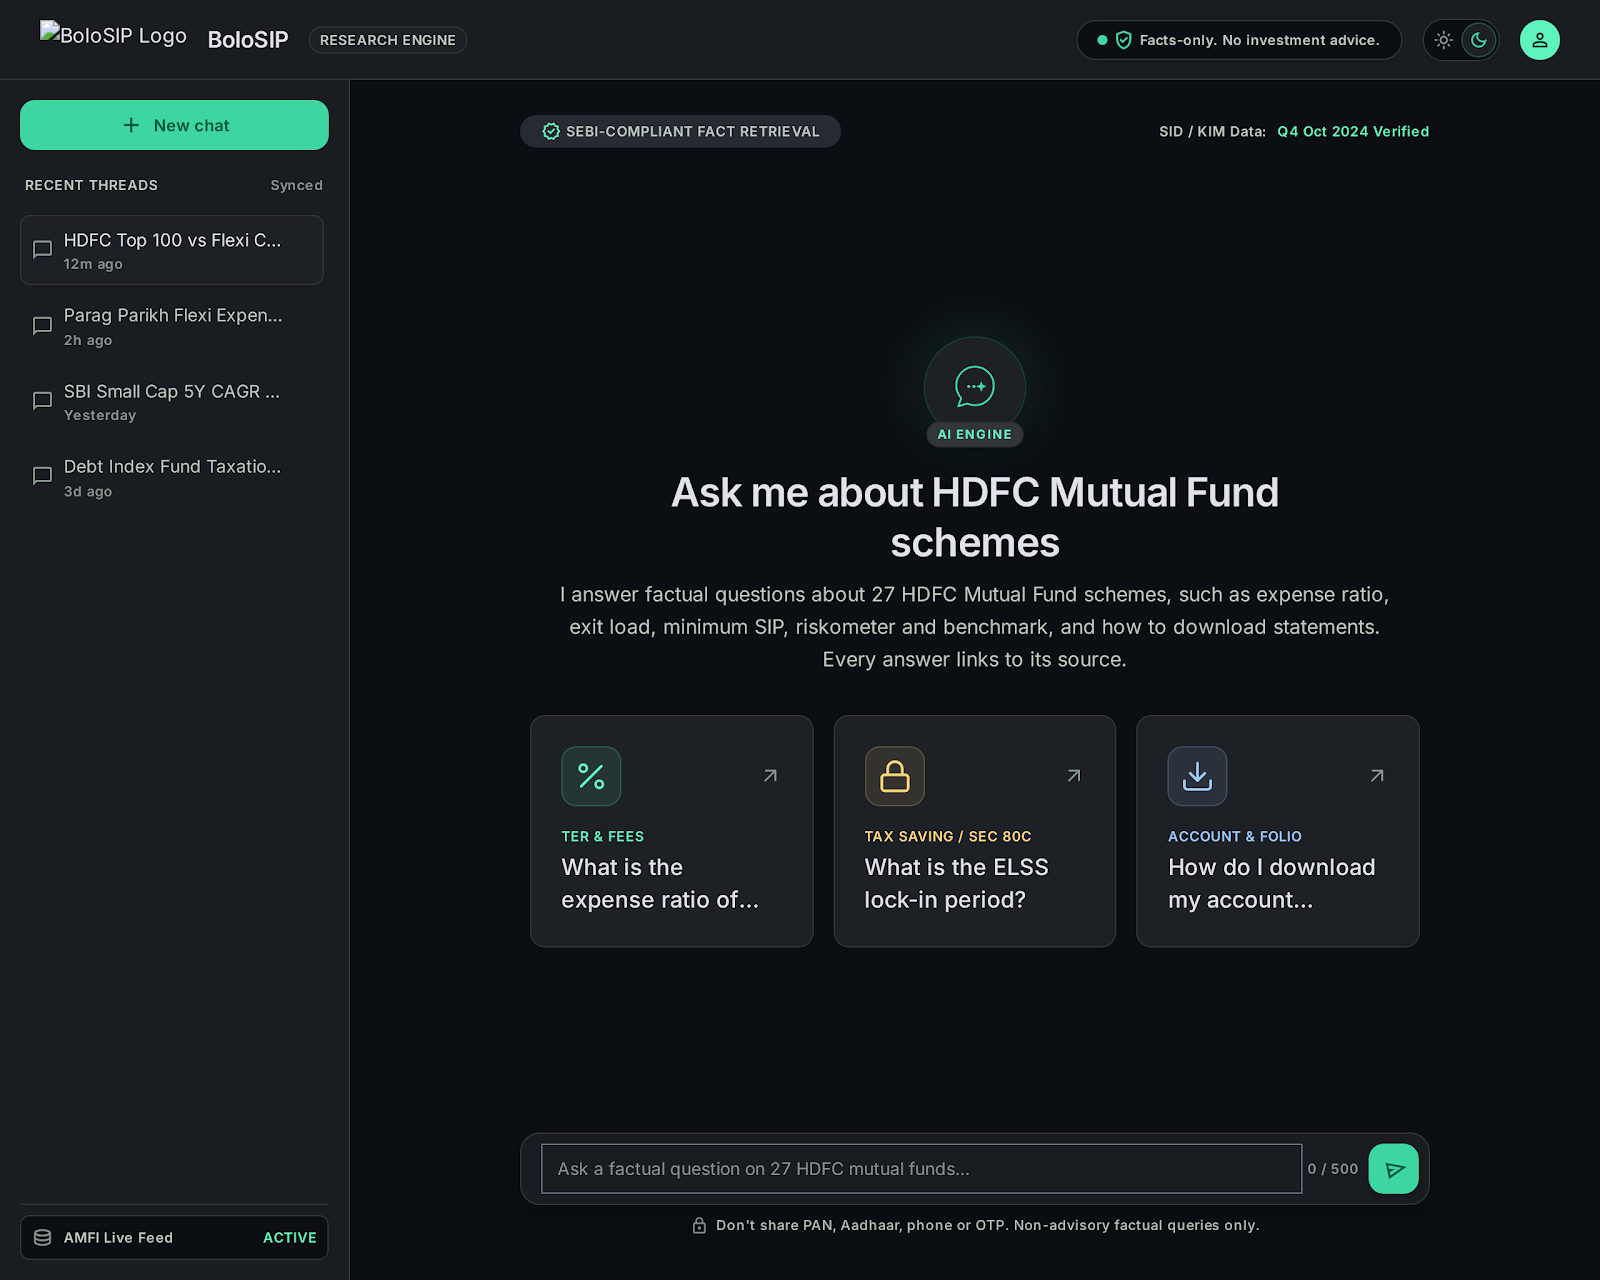 BoloSIP Logo
BoloSIP
RESEARCH ENGINE
Facts-only. No investment advice.
New chat
RECENT THREADS
Synced
HDFC Top 100 vs Flexi C...
12m ago
Parag Parikh Flexi Expen...
2h ago
SBI Small Cap 5Y CAGR ...
Yesterday
Debt Index Fund Taxatio...
3d ago
AMFI Live Feed
ACTIVE
SEBI-COMPLIANT FACT RETRIEVAL
SID / KIM Data: Q4 Oct 2024 Verified
AI ENGINE
Ask me about HDFC Mutual Fund
schemes
I answer factual questions about 27 HDFC Mutual Fund schemes, such as expense ratio,
exit load, minimum SIP, riskometer and benchmark, and how to download statements.
Every answer links to its source.
TER & FEES
What is the
expense ratio of...
TAX SAVING / SEC 80C
What is the ELSS
lock-in period?
ACCOUNT & FOLIO
How do I download
my account...
Ask a factual question on 27 HDFC mutual funds...
0 / 500
Don't share PAN, Aadhaar, phone or OTP. Non-advisory factual queries only.